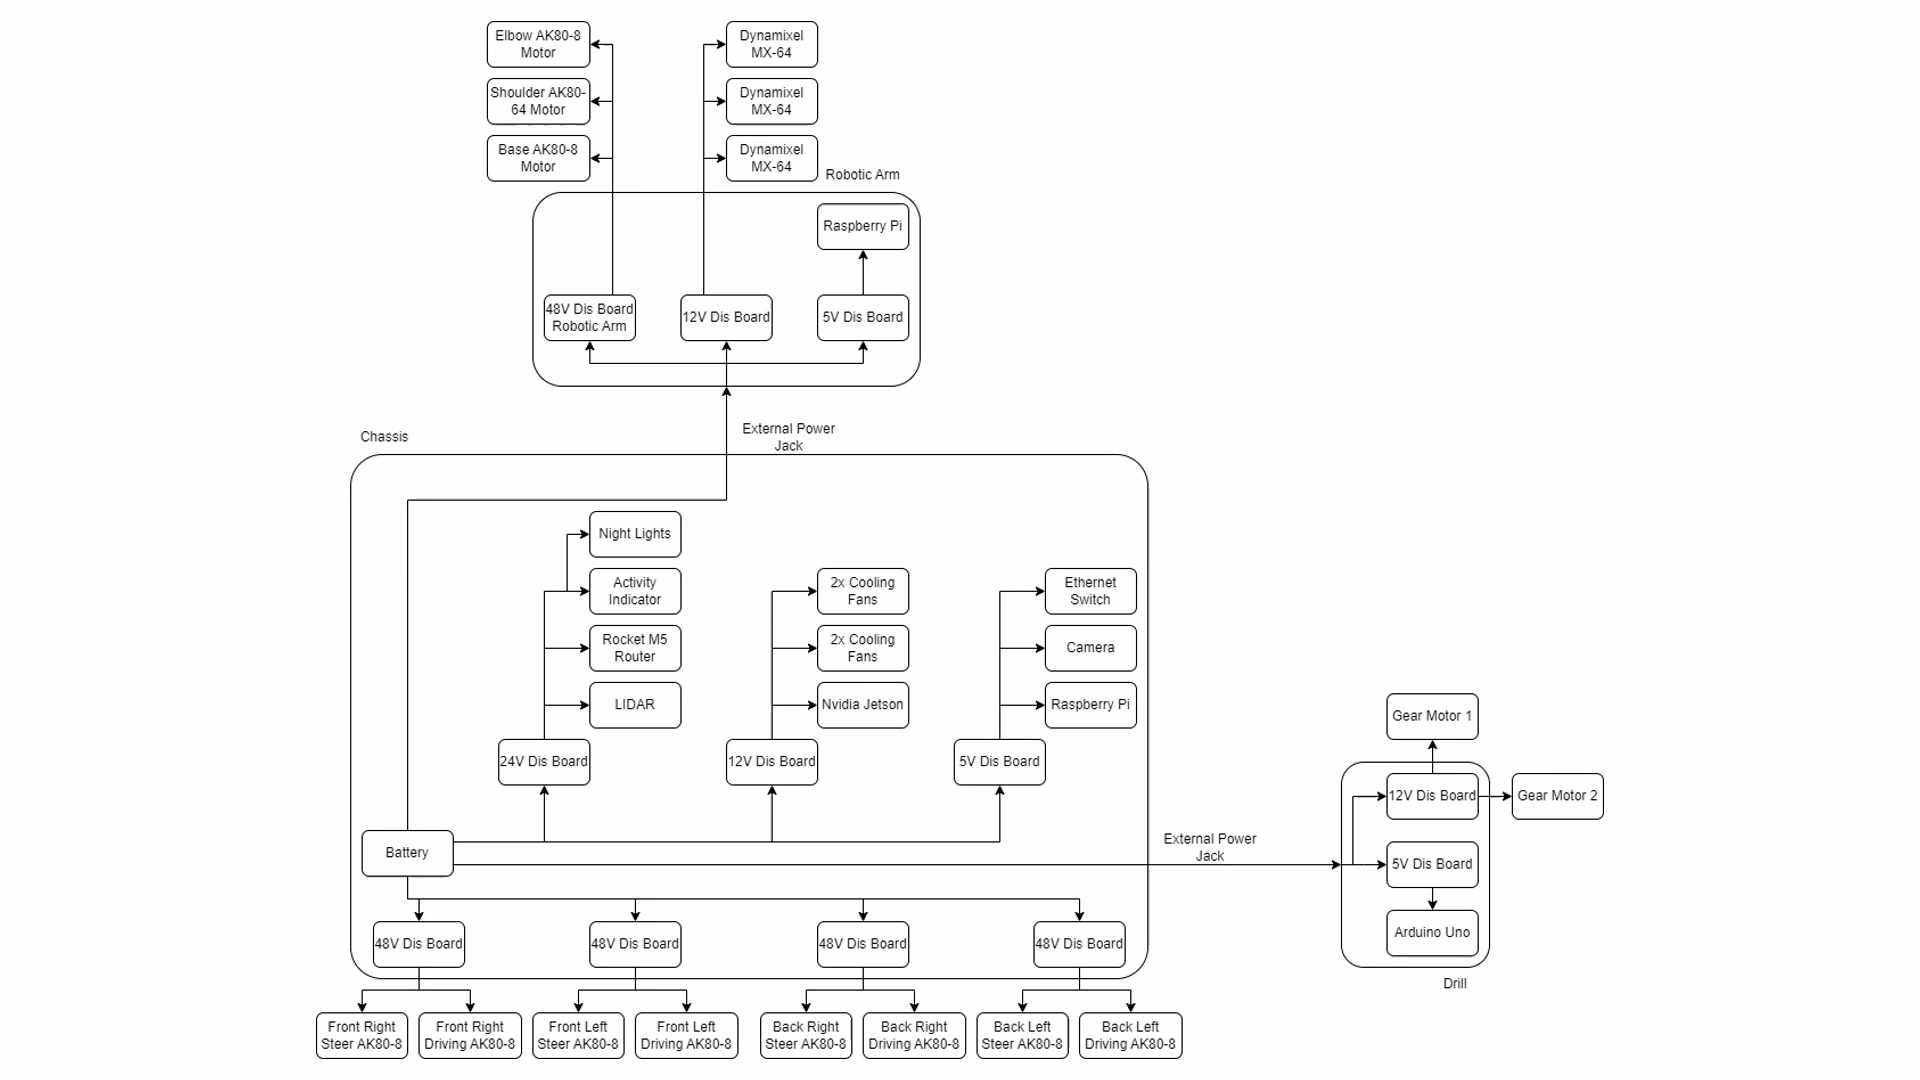 Elbow AK80-8
Motor
Dynamixel
MX-64
Shoulder AK80-
64 Motor
Dynamixel
MX-64
Base AK80-8
Motor
Dynamixel
MX-64
Robotic Arm
Raspberry Pi
48V Dis Board
Robotic Arm
12V Dis Board
5V Dis Board
External Power
Jack
Chassis
Night Lights
Activity
Indicator
2x Cooling
Fans
Ethernet
Switch
Rocket M5
Router
2x Cooling
Fans
Camera
LIDAR
Nvidia Jetson
Raspberry Pi
24V Dis Board
12V Dis Board
5V Dis Board
Gear Motor 1
12V Dis Board
Gear Motor 2
Battery
External Power
Jack
5V Dis Board
Arduino Uno
Drill
48V Dis Board
48V Dis Board
48V Dis Board
48V Dis Board
Front Right
Steer AK80-8
Front Right
Driving AK80-8
Front Left
Steer AK80-8
Front Left
Driving AK80-8
Back Right
Steer AK80-8
Back Right
Driving AK80-8
Back Left
Steer AK80-8
Back Left
Driving AK80-8